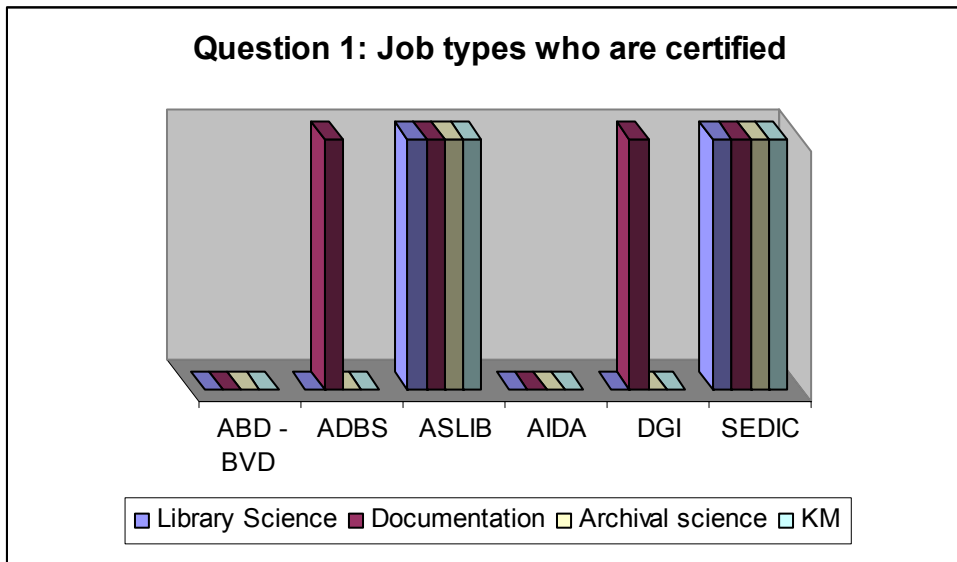 Question 1: Job types who are certified
ABD - BVD
ADBS
ASLIB
AIDA
DGI
SEDIC
Library Science
Documentation
Archival science
KM